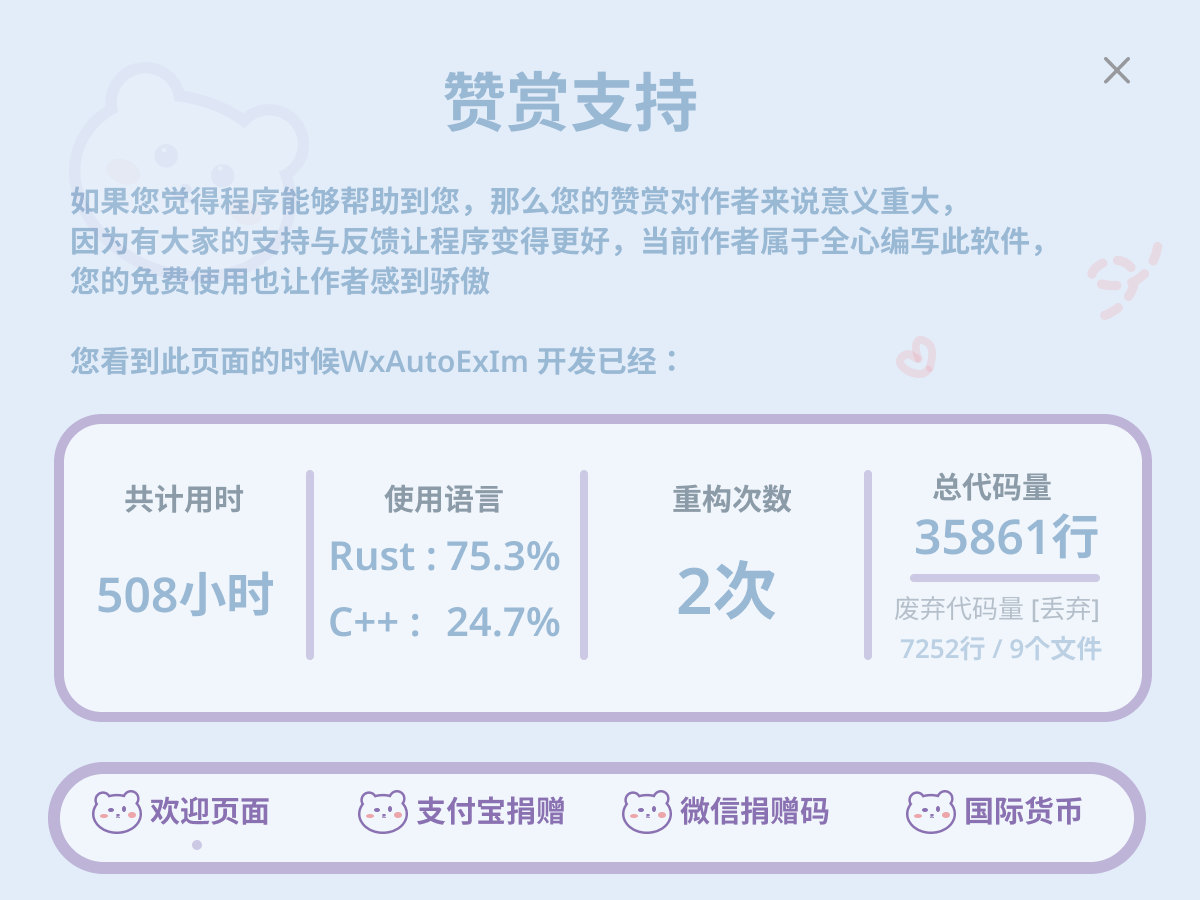 赞赏支持
如果您觉得程序能够帮助到您，那么您的赞赏对作者来说意义重大，
因为有大家的支持与反馈让程序变得更好，当前作者属于全心编写此软件，
您的免费使用也让作者感到骄傲
您看到此页面的时候WxAutoExIm 开发已经：
共计用时
508小时
使用语言
Rust : 75.3%
C++ : 24.7%
重构次数
2次
总代码量
35861行
废弃代码量 [丢弃]
7252行 / 9个文件
欢迎页面
支付宝捐赠
微信捐赠码
国际货币